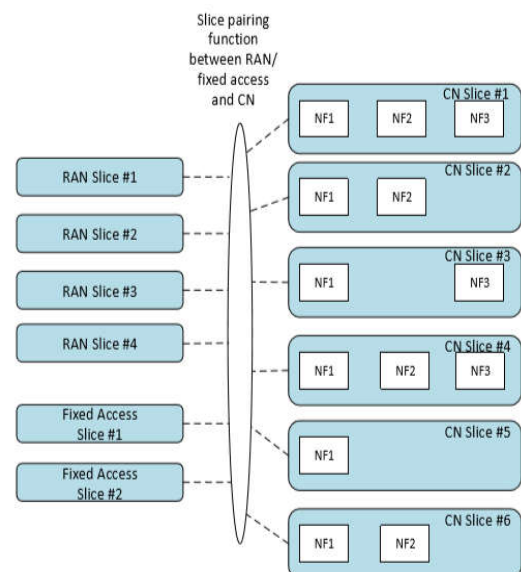 Slice pairing
function
between RAN/
fixed access
and CN
RAN Slice #1
RAN Slice #2
RAN Slice #3
RAN Slice #4
Fixed Access
Slice #1
Fixed Access
Slice #2
CN Slice #1
NF1 NF2 NF3
CN Slice #2
NF1 NF2
CN Slice #3
NF1 NF3
CN Slice #4
NF1 NF2 NF3
CN Slice #5
NF1
CN Slice #6
NF1 NF2